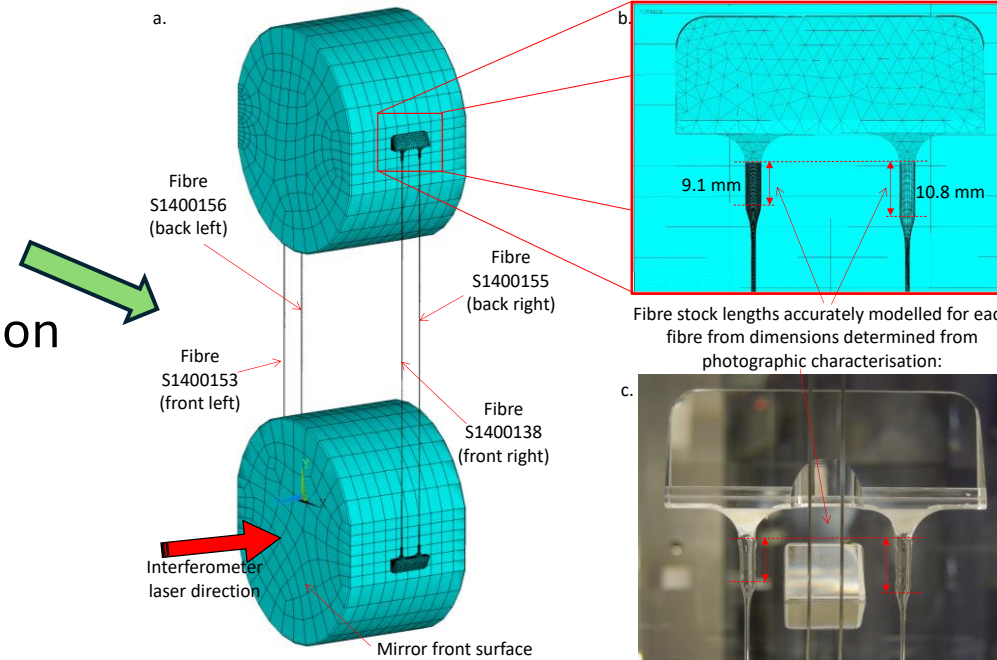 a.
b.
9.1 mm
10.8 mm
Fibre
S1400156
(back left)
Fibre
S1400155
(back right)
on
Fibre stock lengths accurately modelled for eac
fibre from dimensions determined from
photographic characterisation:
Fibre
S1400153
(front left)
Fibre
S1400138
(front right)
c.
Interferometer
laser direction
Mirror front surface